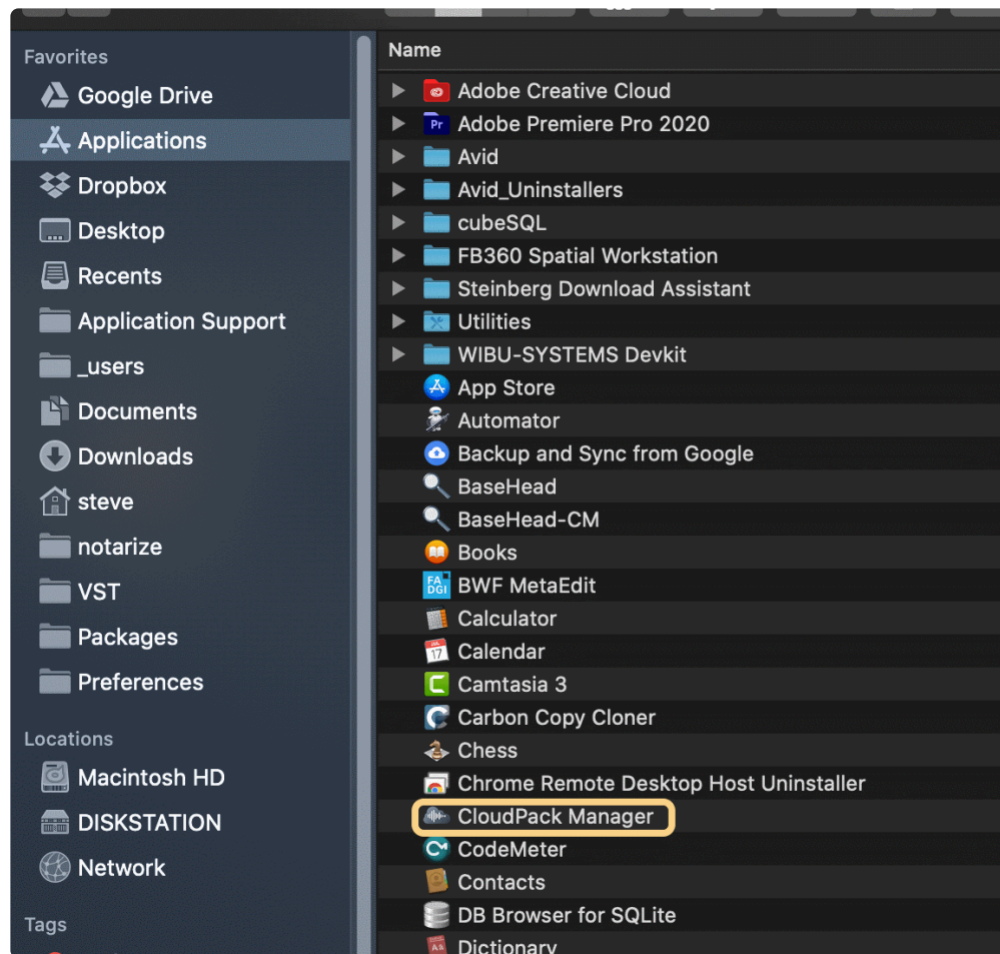 Favorites
Google Drive
Applications
Dropbox
Desktop
Recents
Application Support
_users
Documents
Downloads
steve
notarize
VST
Packages
Preferences
Locations
Macintosh HD
DISKSTATION
Network
Tags
Name
Adobe Creative Cloud
Pr Adobe Premiere Pro 2020
Avid
Avid_Uninstallers
cubeSQL
FB360 Spatial Workstation
Steinberg Download Assistant
Utilities
WIBU-SYSTEMS Devkit
App Store
Automator
Backup and Sync from Google
BaseHead
BaseHead-CM
Books
FADGI BWF MetaEdit
Calculator
17 Calendar
Camtasia 3
Carbon Copy Cloner
Chess
Chrome Remote Desktop Host Uninstaller
CloudPack Manager
CodeMeter
Contacts
DB Browser for SQLite
Dictionary